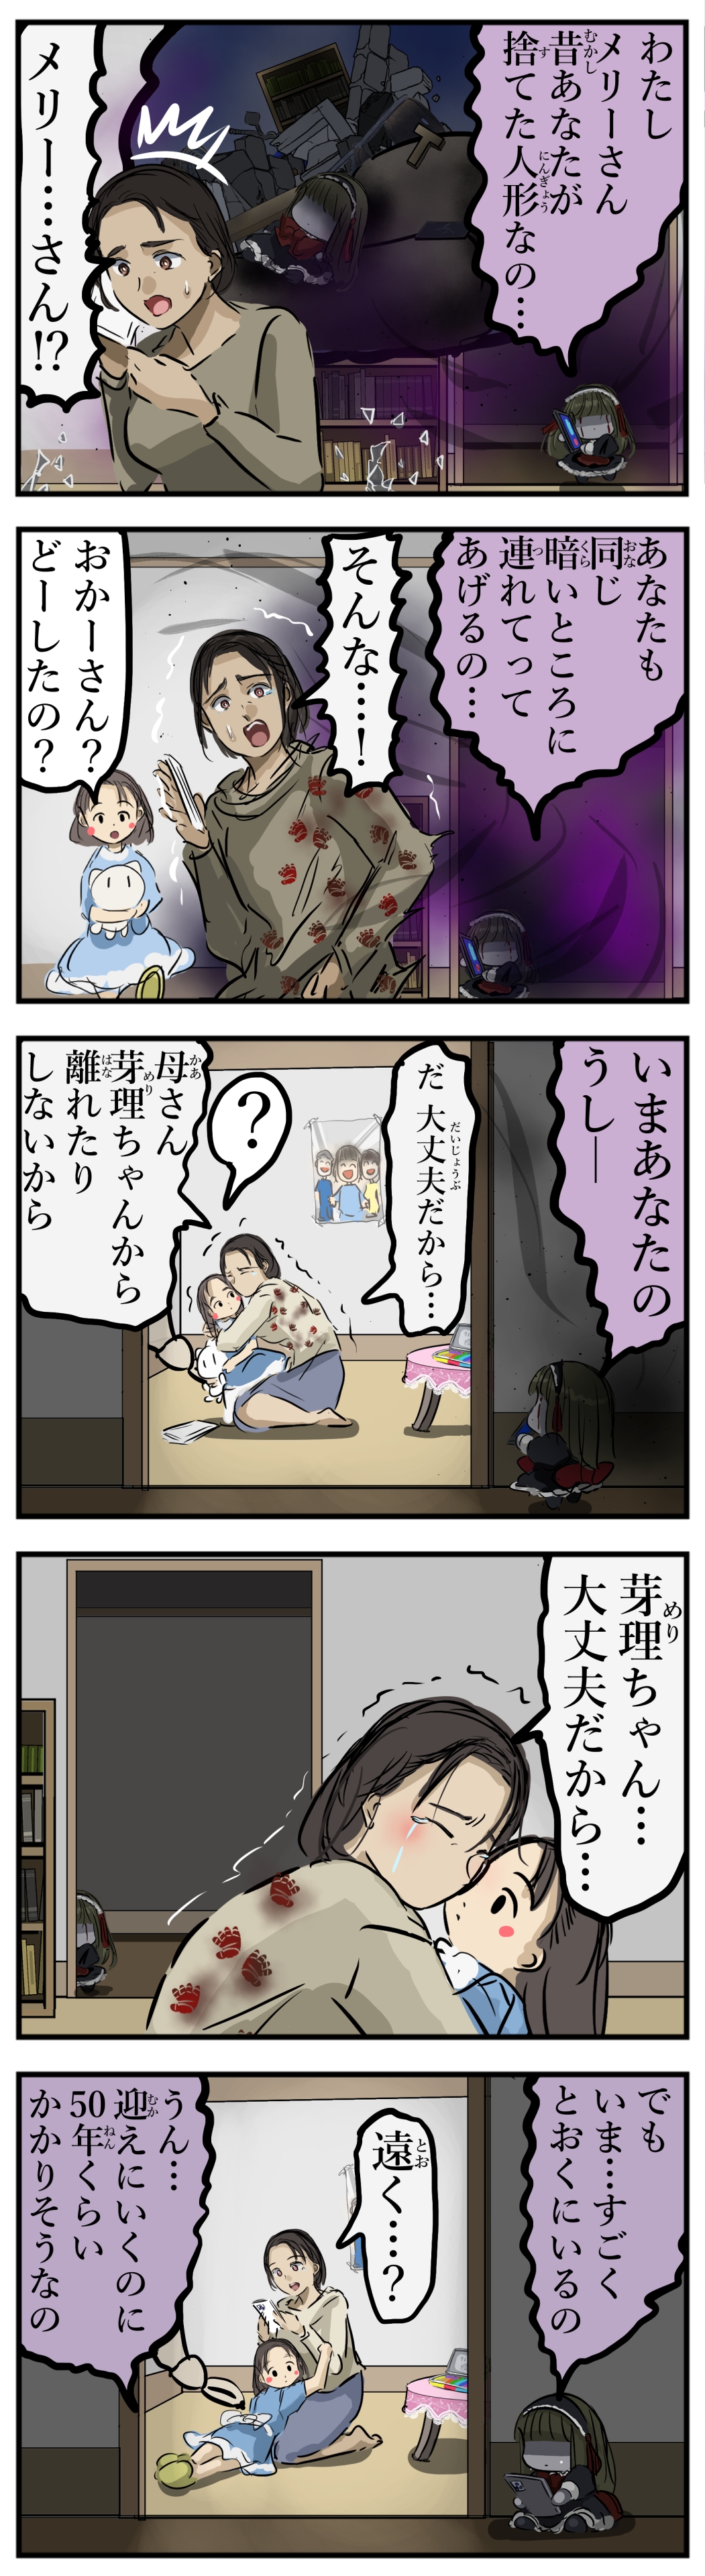 わたし
メリーさん
昔あなたが
捨てた人形なの…
メリー…さん!?
あなたも
同じ
暗いところに
連れてって
あげるの…
そんな…!
おかーさん?
どーしたの?
いまあなたの
うし―
だ 大丈夫だから…
?
母さん
芽理ちゃんから
離れたり
しないから
芽理ちゃん…
大丈夫だから…
でも
いま…すごく
とおくにいるの
遠く…?
うん…
迎えにいくのに
50年くらい
かかりそうなの